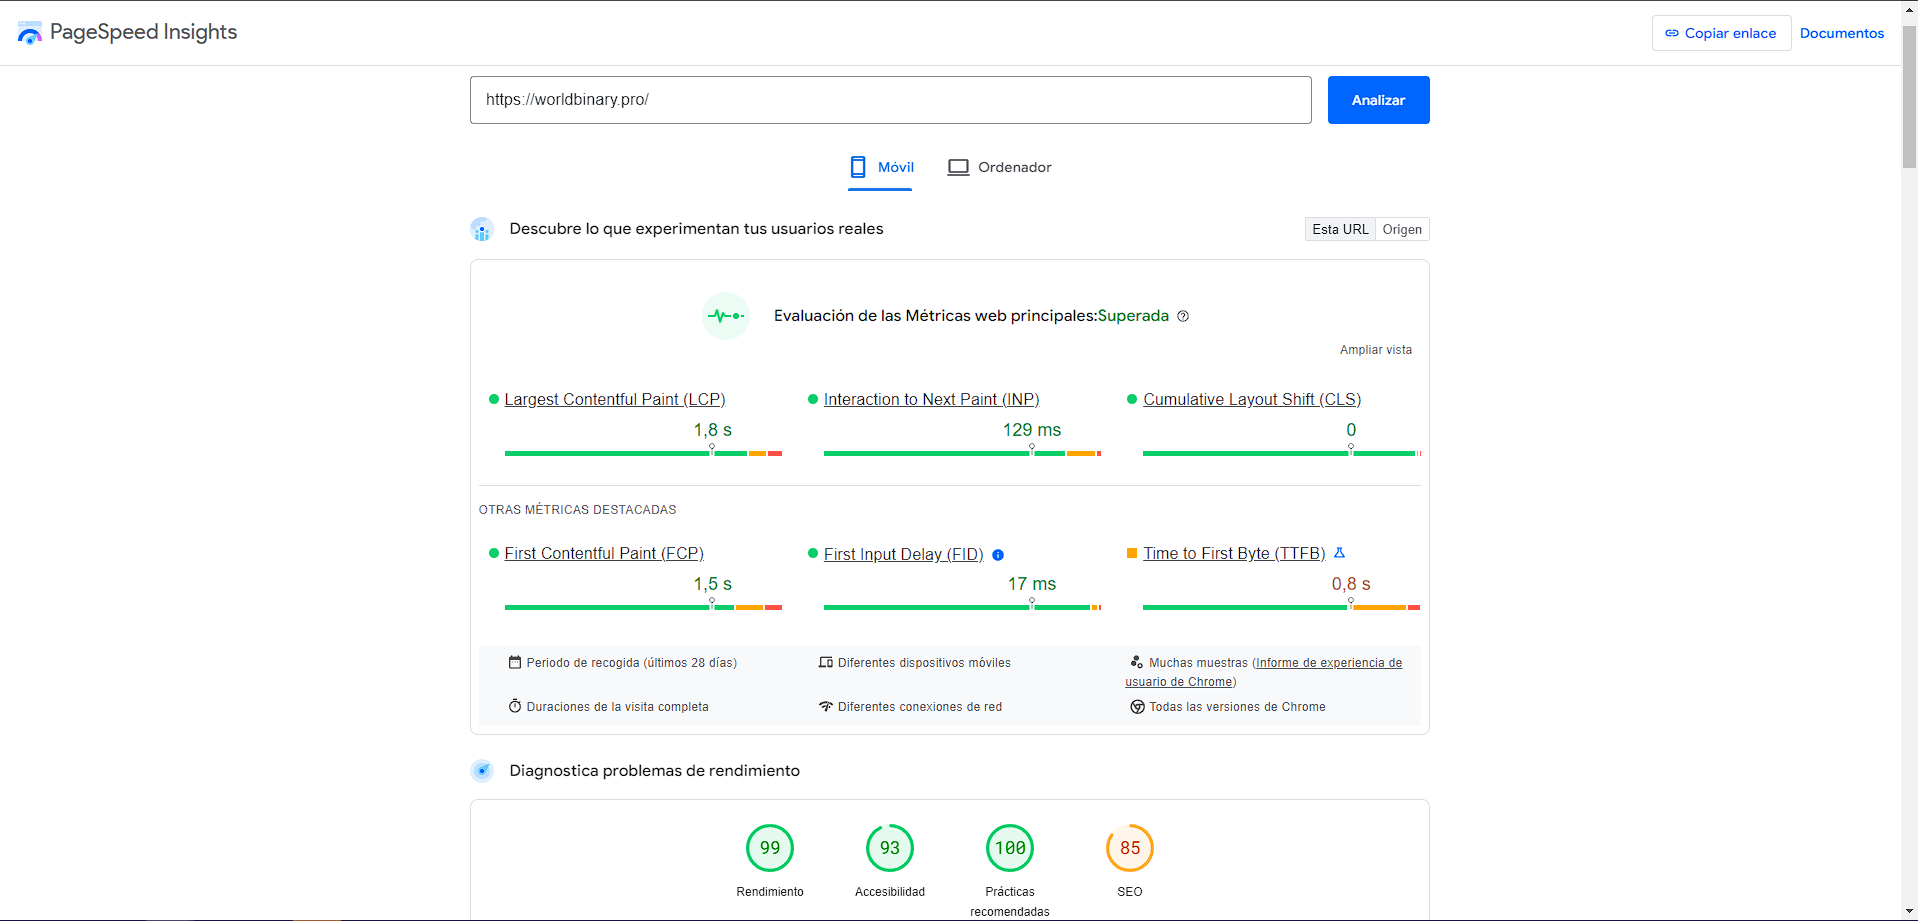 PageSpeed Insights
Copiar enlace
Documentos
https://worldbinary.pro/
Analizar
Móvil
Ordenador
Descubre lo que experimentan tus usuarios reales
Esta URL
Origen
Evaluación de las Métricas web principales:Superada
Ampliar vista
Largest Contentful Paint (LCP)
1,8 s
Interaction to Next Paint (INP)
129 ms
Cumulative Layout Shift (CLS)
0
OTRAS MÉTRICAS DESTACADAS
First Contentful Paint (FCP)
1,5 s
First Input Delay (FID)
17 ms
Time to First Byte (TTFB)
0,8 s
Periodo de recogida (últimos 28 días)
Diferentes dispositivos móviles
Muchas muestras (Informe de experiencia de
usuario de Chrome)
Duraciones de la visita completa
Diferentes conexiones de red
Todas las versiones de Chrome
Diagnostica problemas de rendimiento
99
Rendimiento
93
Accesibilidad
100
Prácticas
recomendadas
85
SEO